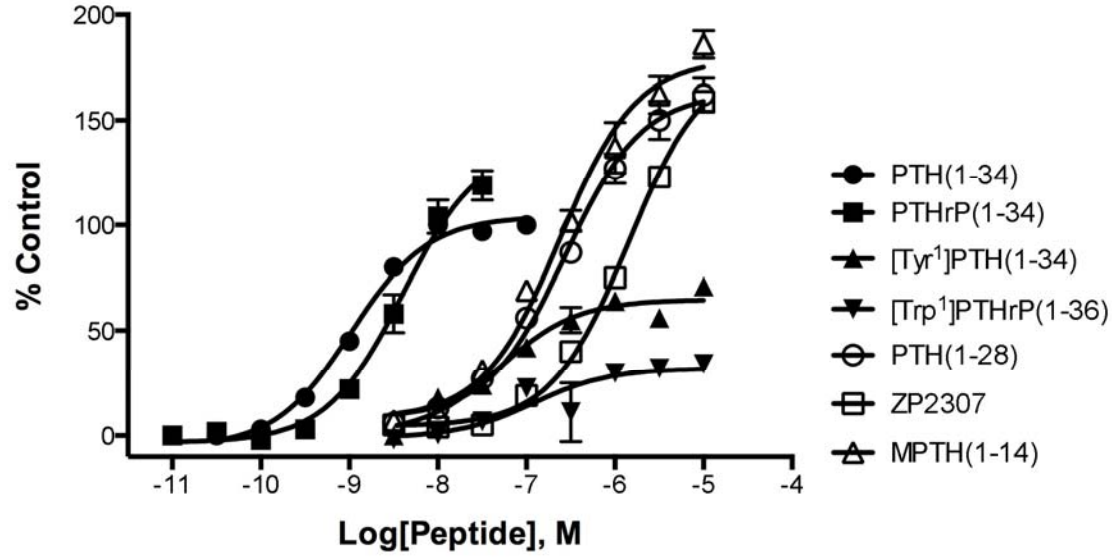 200
150
100
50
0
% Control
-11 -10 -9 -8 -7 -6 -5 -4
Log[Peptide], M
PTH(1-34)
PTHrP(1-34)
[Tyr¹]PTH(1-34)
[Trp¹]PTHrP(1-36)
PTH(1-28)
ZP2307
MPTH(1-14)